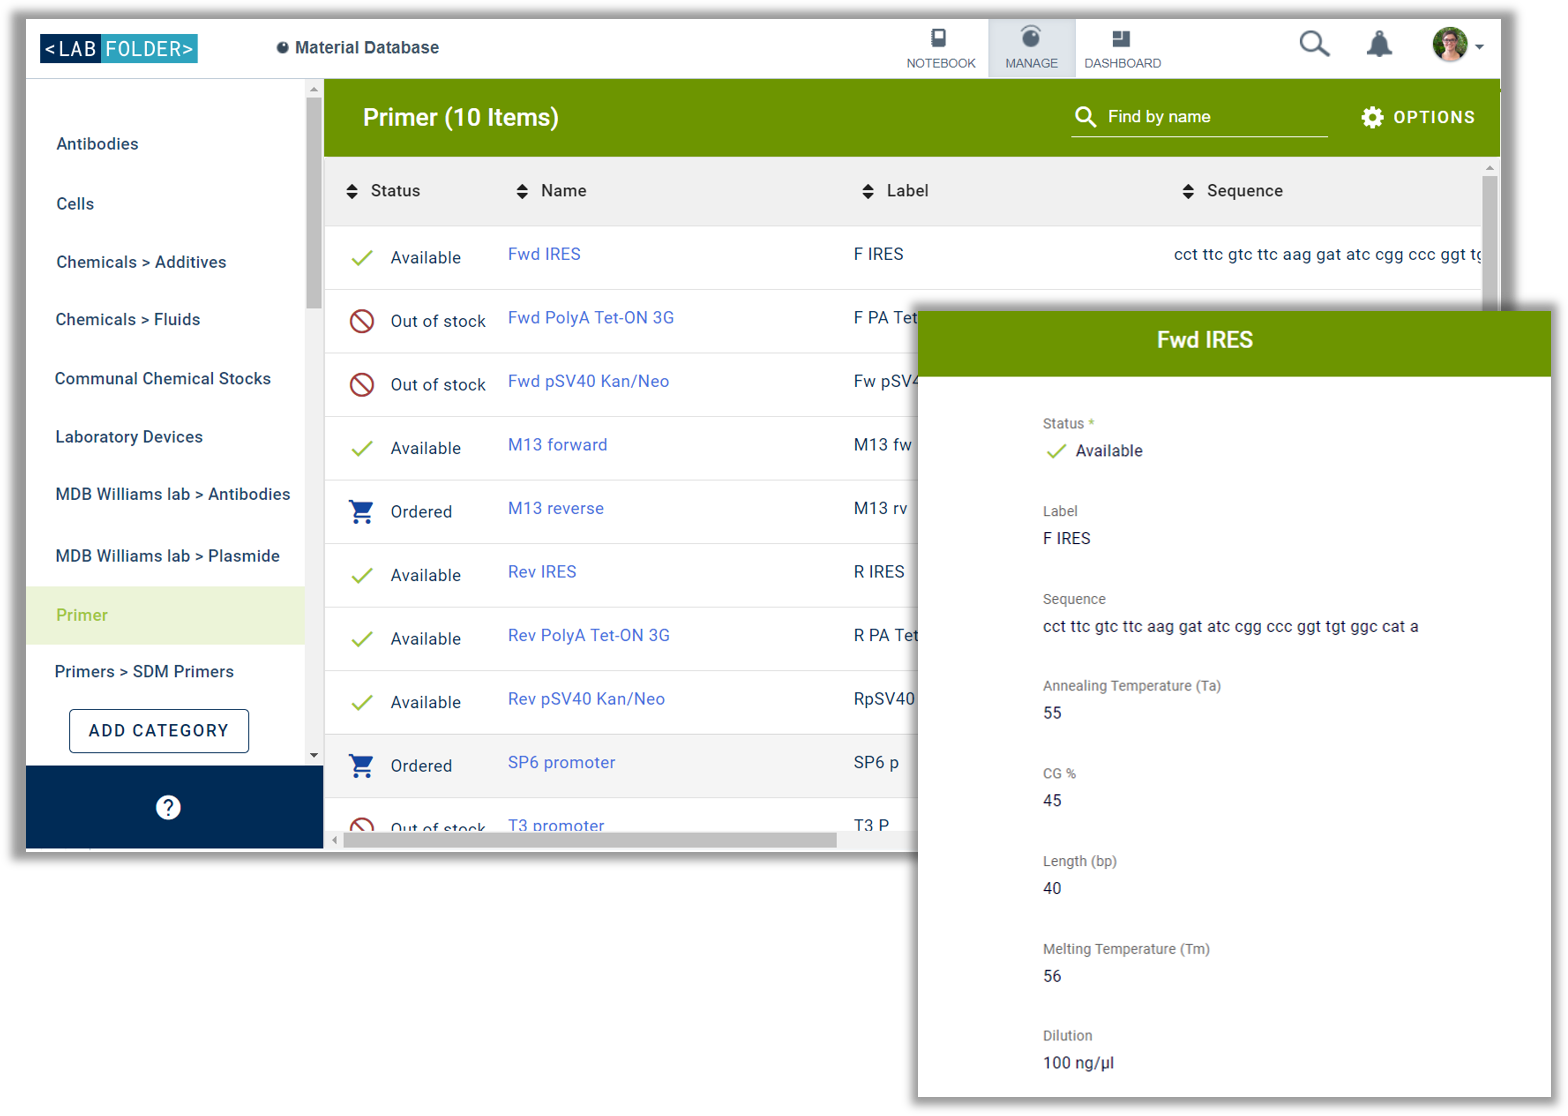 <LAB FOLDER>
Material Database
NOTEBOOK
MANAGE
DASHBOARD
Antibodies
Cells
Chemicals > Additives
Chemicals > Fluids
Communal Chemical Stocks
Laboratory Devices
MDB Williams lab > Antibodies
MDB Williams lab > Plasmide
Primer
Primers > SDM Primers
ADD CATEGORY
?
Primer (10 Items)
Find by name
OPTIONS
Status Name Label Sequence
Available Fwd IRES F IRES cct ttc gtc ttc aag gat atc cgg ccc ggt tg
Out of stock Fwd PolyA Tet-ON 3G F PA Tet
Out of stock Fwd pSV40 Kan/Neo Fw pSV4
Available M13 forward M13 fw
Ordered M13 reverse M13 rv
Available Rev IRES R IRES
Available Rev PolyA Tet-ON 3G R PA Tet
Available Rev pSV40 Kan/Neo RpSV40
Ordered SP6 promoter SP6 p
Out of stock T3 promoter T3 P
Fwd IRES
Status *
Available
Label
F IRES
Sequence
cct ttc gtc ttc aag gat atc cgg ccc ggt tgt ggc cat a
Annealing Temperature (Ta)
55
CG %
45
Length (bp)
40
Melting Temperature (Tm)
56
Dilution
100 ng/µl